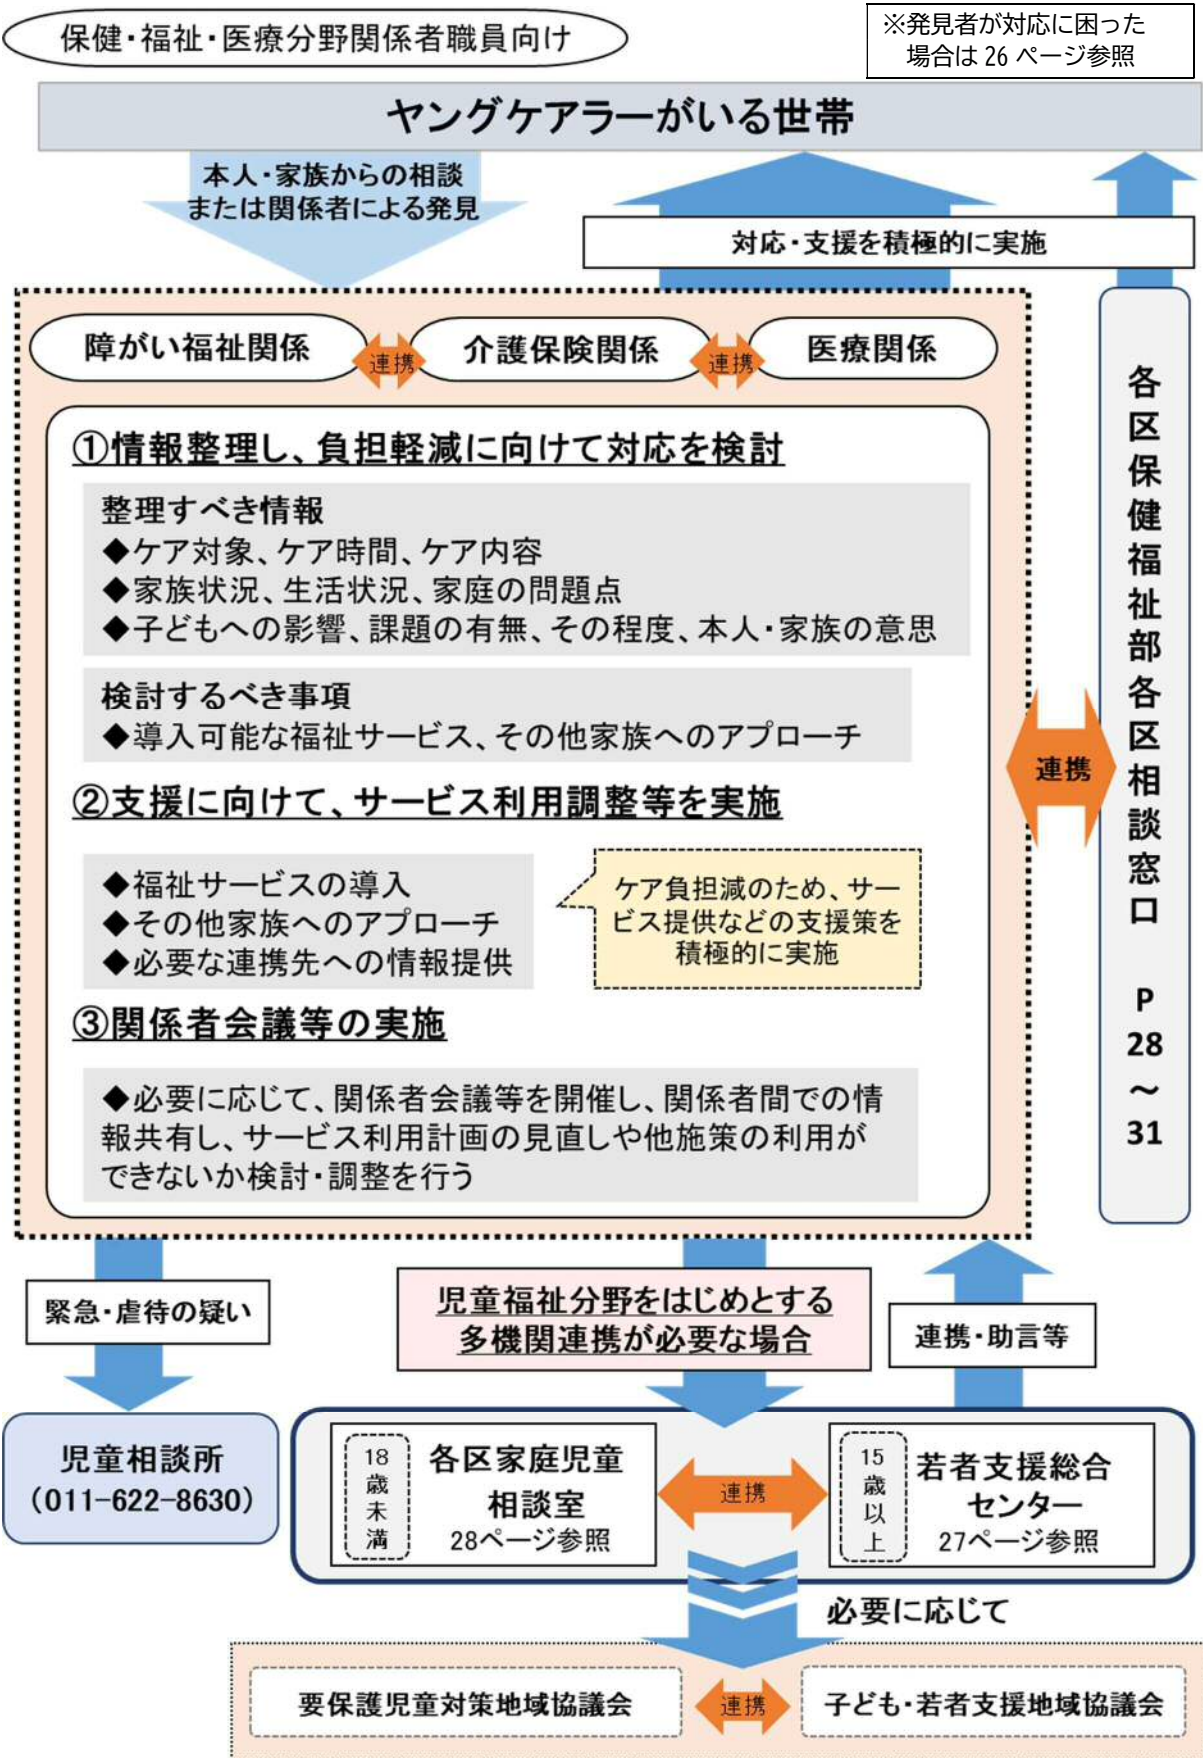 保健・福祉・医療分野関係者職員向け
※発見者が対応に困った
場合は 26 ページ参照
ヤングケアラーがいる世帯
本人・家族からの相談
または関係者による発見
対応・支援を積極的に実施
障がい福祉関係
連携
介護保険関係
連携
医療関係
①情報整理し、負担軽減に向けて対応を検討
整理すべき情報
◆ケア対象、ケア時間、ケア内容
◆家族状況、生活状況、家庭の問題点
◆子どもへの影響、課題の有無、その程度、本人・家族の意思
検討するべき事項
◆導入可能な福祉サービス、その他家族へのアプローチ
②支援に向けて、サービス利用調整等を実施
◆福祉サービスの導入
◆その他家族へのアプローチ
◆必要な連携先への情報提供
ケア負担減のため、サー
ビス提供などの支援策を
積極的に実施
③関係者会議等の実施
◆必要に応じて、関係者会議等を開催し、関係者間での情
報共有し、サービス利用計画の見直しや他施策の利用が
できないか検討・調整を行う
連携
各区保健福祉部各区相談窓口 P28～31
緊急・虐待の疑い
児童福祉分野をはじめとする
多機関連携が必要な場合
連携・助言等
児童相談所
（011-622-8630）
18歳未満
各区家庭児童
相談室
28ページ参照
連携
15歳以上
若者支援総合
センター
27ページ参照
必要に応じて
要保護児童対策地域協議会
連携
子ども・若者支援地域協議会